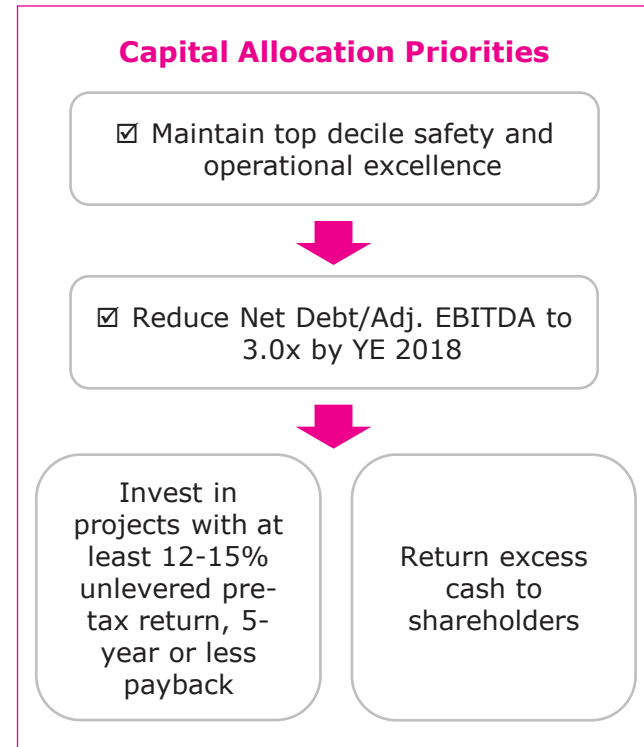 Capital Allocation Priorities
☑ Maintain top decile safety and
operational excellence
☑ Reduce Net Debt/Adj. EBITDA to
3.0x by YE 2018
Invest in
projects with at
least 12-15%
unlevered pre-
tax return, 5-
year or less
payback
Return excess
cash to
shareholders